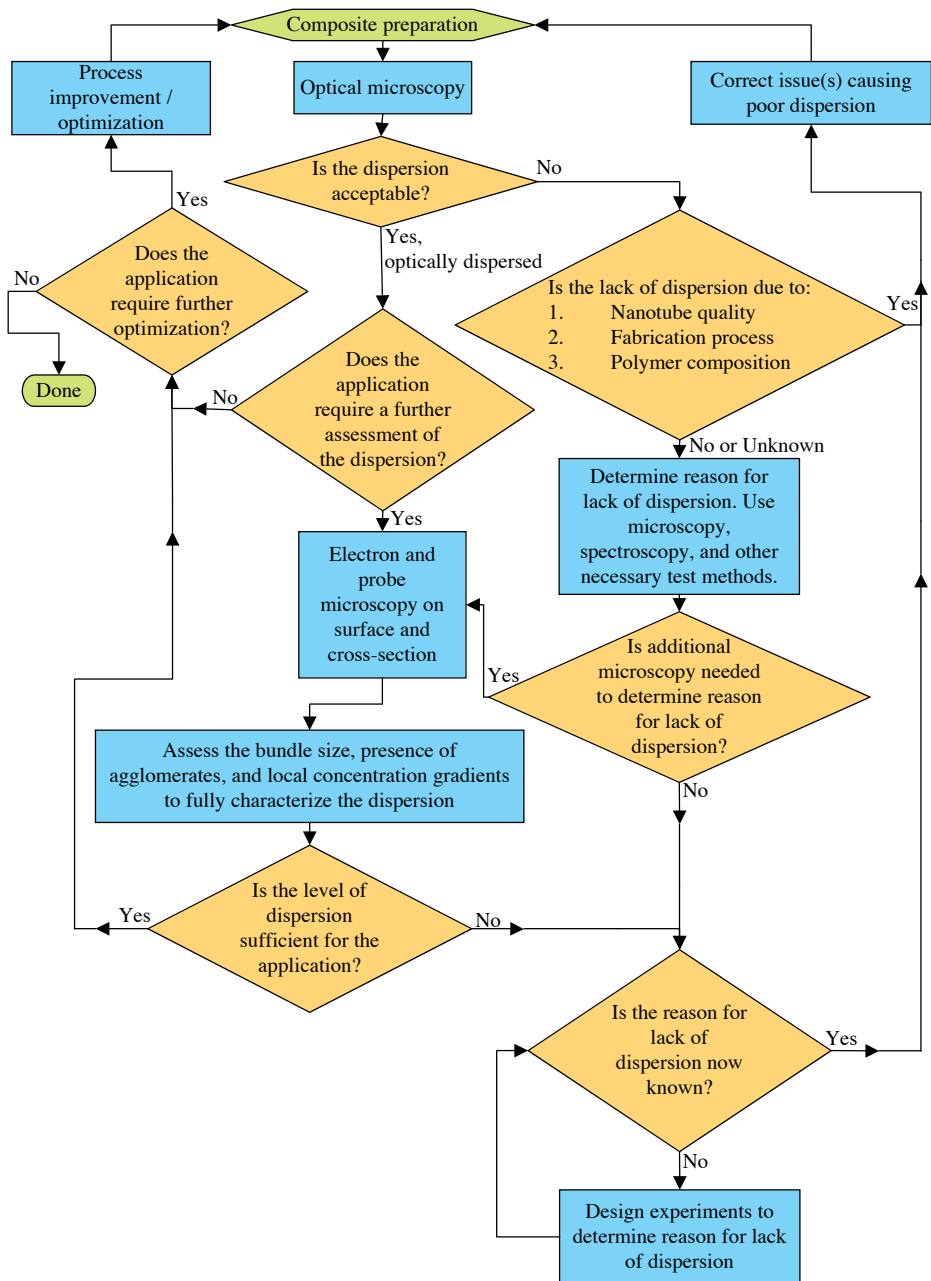 Composite preparation
Process
improvement /
optimization
Optical microscopy
Correct issue(s) causing
poor dispersion
Is the dispersion
acceptable?
No
Yes
Yes,
optically dispersed
Does the
application
require further
optimization?
No
Done
Is the lack of dispersion due to:
1. Nanotube quality
2. Fabrication process
3. Polymer composition
Yes
Does the
application
require a further
assessment of
the dispersion?
No
No or Unknown
Yes
Determine reason for
lack of dispersion. Use
microscopy,
spectroscopy, and other
necessary test methods.
Electron and
probe
microscopy on
surface and
cross-section
Is additional
microscopy needed
to determine reason
for lack of
dispersion?
Yes
No
Assess the bundle size, presence of
agglomerates, and local concentration gradients
to fully characterize the dispersion
Is the level of
dispersion
sufficient for the
application?
Yes
No
Is the reason for
lack of
dispersion now
known?
Yes
No
Design experiments to
determine reason for lack
of dispersion